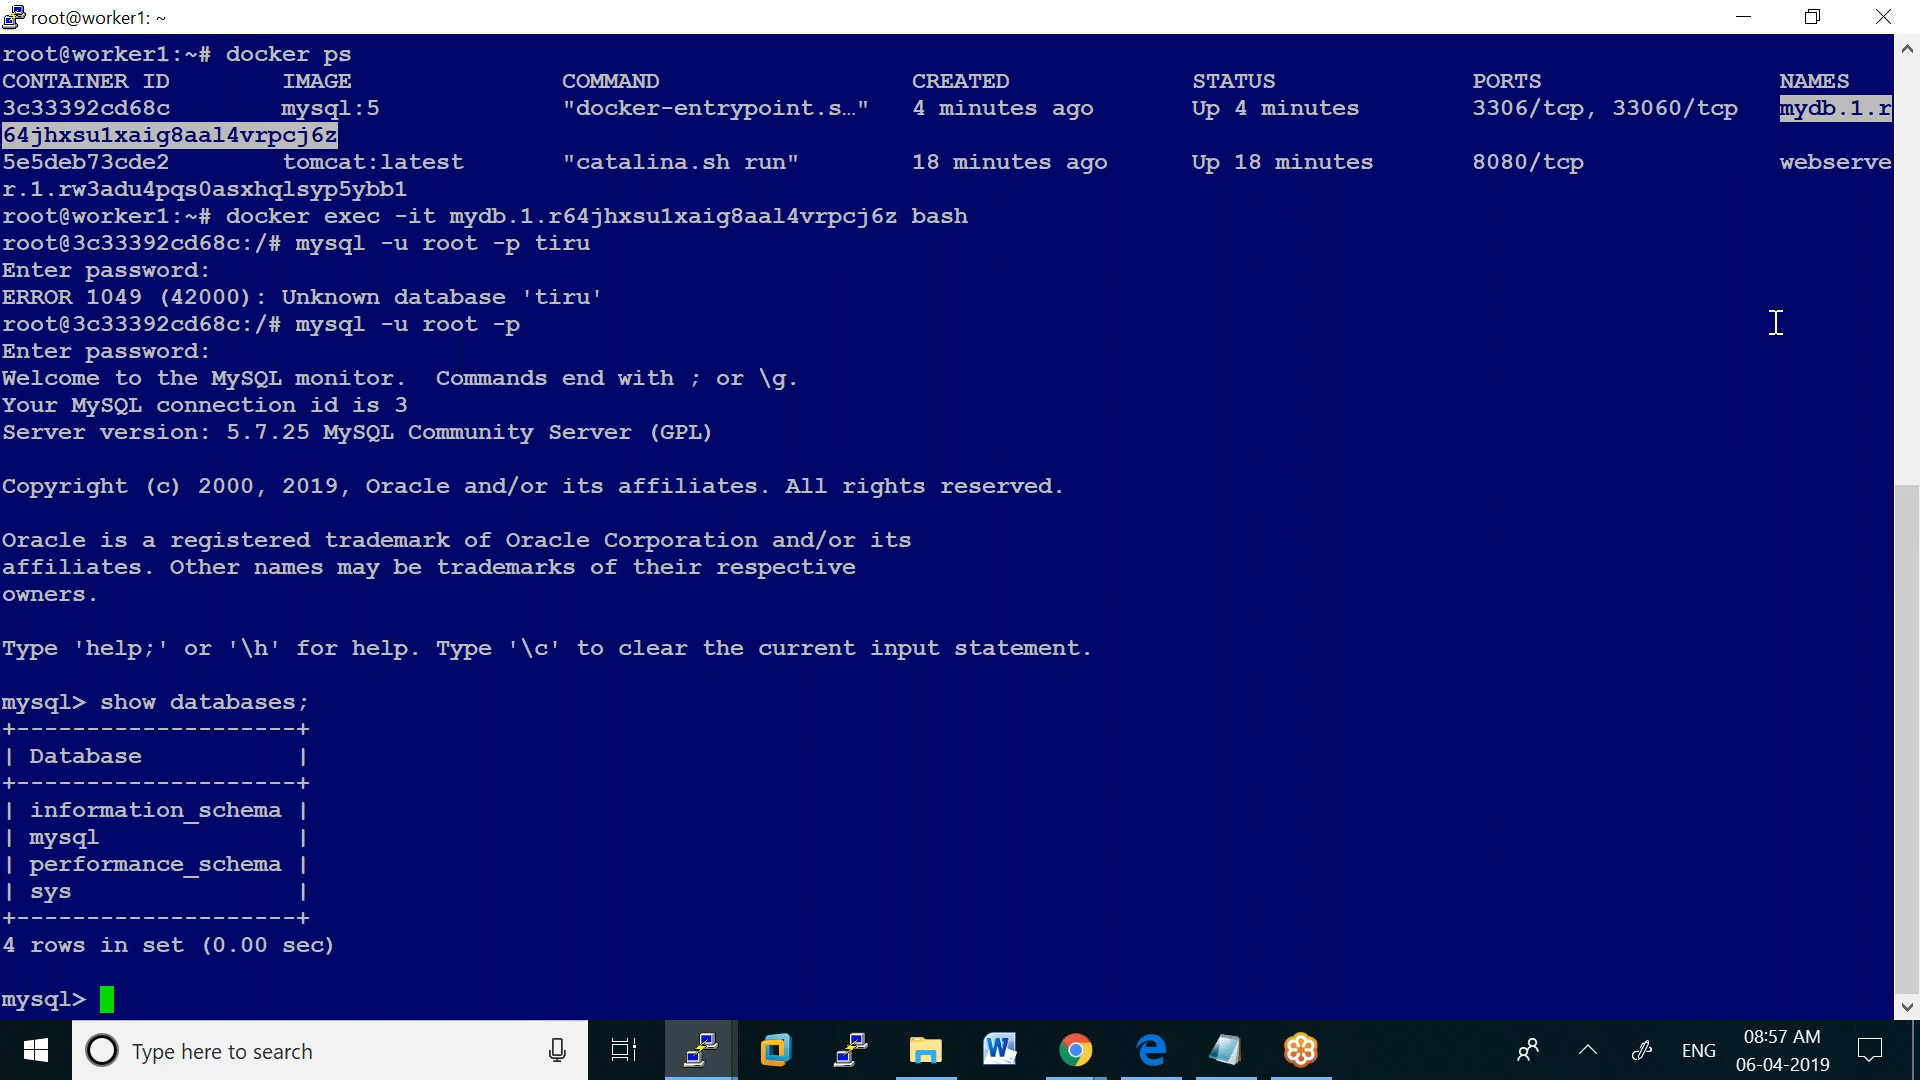 root@worker1: ~
root@worker1:~# docker ps
CONTAINER ID        IMAGE               COMMAND                  CREATED             STATUS              PORTS                 NAMES
3c33392cd68c        mysql:5             "docker-entrypoint.s…"   4 minutes ago       Up 4 minutes        3306/tcp, 33060/tcp   mydb.1.r
64jhxsu1xaig8aal4vrpcj6z
5e5deb73cde2        tomcat:latest       "catalina.sh run"        18 minutes ago      Up 18 minutes       8080/tcp              webserve
r.1.rw3adu4pqs0asxhqlsyp5ybb1
root@worker1:~# docker exec -it mydb.1.r64jhxsu1xaig8aal4vrpcj6z bash
root@3c33392cd68c:/# mysql -u root -p tiru
Enter password:
ERROR 1049 (42000): Unknown database 'tiru'
root@3c33392cd68c:/# mysql -u root -p
Enter password:
Welcome to the MySQL monitor.  Commands end with ; or \g.
Your MySQL connection id is 3
Server version: 5.7.25 MySQL Community Server (GPL)
Copyright (c) 2000, 2019, Oracle and/or its affiliates. All rights reserved.
Oracle is a registered trademark of Oracle Corporation and/or its
affiliates. Other names may be trademarks of their respective
owners.
Type 'help;' or '\h' for help. Type '\c' to clear the current input statement.
mysql> show databases;
+--------------------+
| Database           |
+--------------------+
| information_schema |
| mysql              |
| performance_schema |
| sys                |
+--------------------+
4 rows in set (0.00 sec)
mysql>
Type here to search
ENG
08:57 AM
06-04-2019